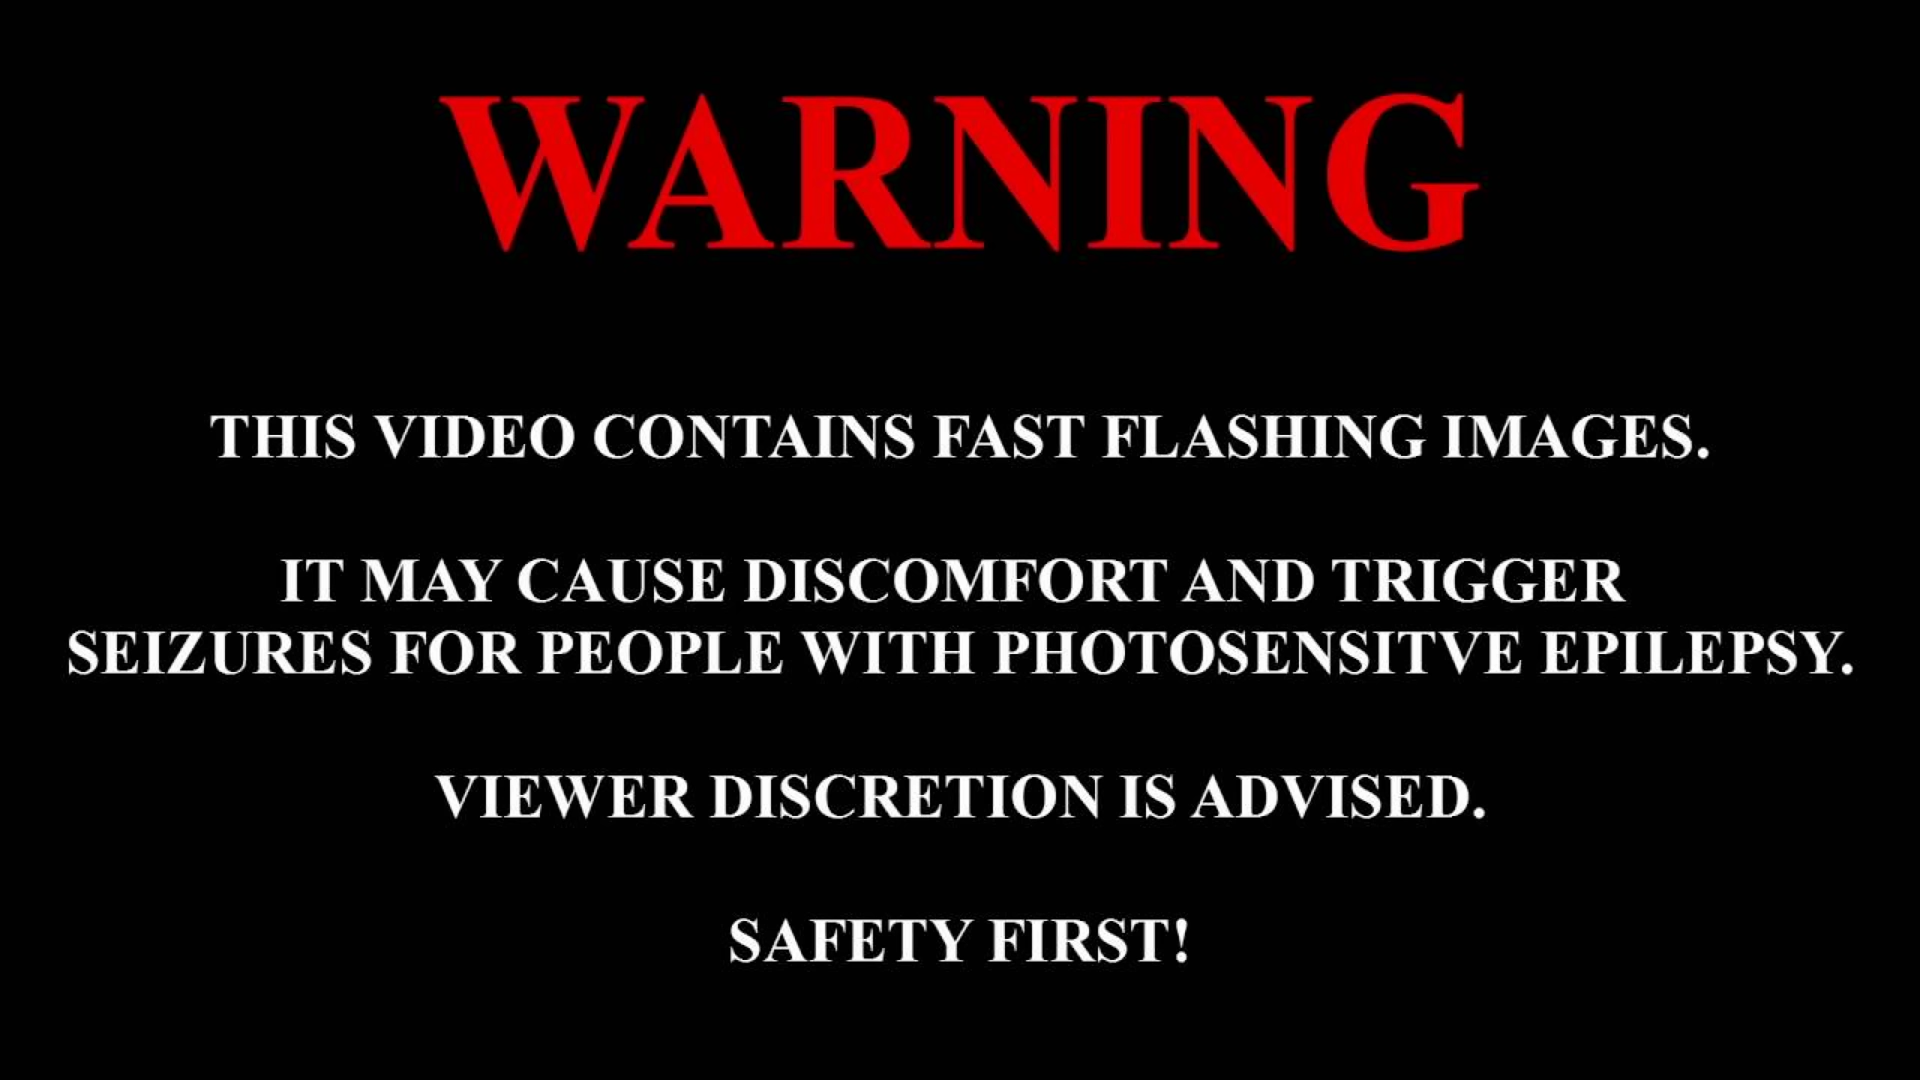 WARNING
THIS VIDEO CONTAINS FAST FLASHING IMAGES.
IT MAY CAUSE DISCOMFORT AND TRIGGER
SEIZURES FOR PEOPLE WITH PHOTOSENSITVE EPILEPSY.
VIEWER DISCRETION IS ADVISED.
SAFETY FIRST!